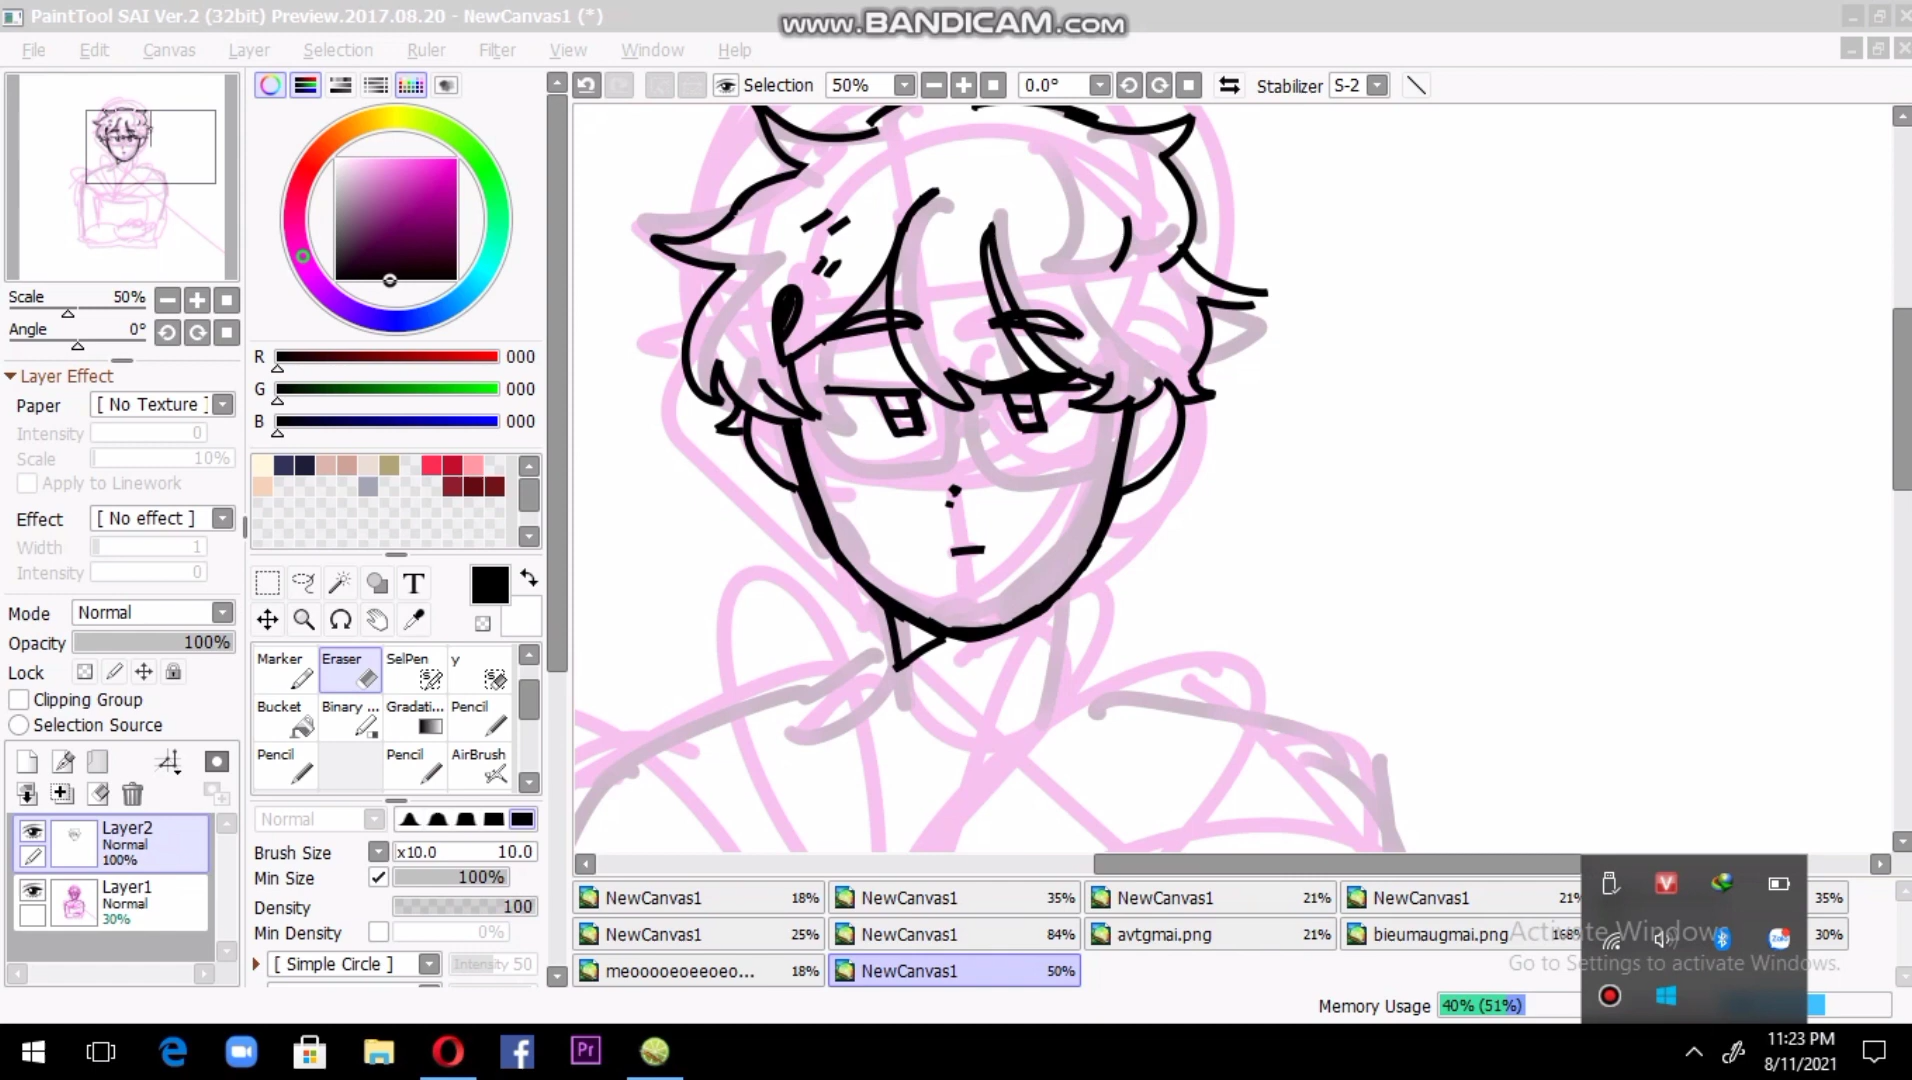 PaintTool SAI Ver.2 (32bit) Preview.2017.08.20 - NewCanvas1 (*)
www.BANDICAM.com
File Edit Canvas Layer Selection Ruler Filter View Window Help
Selection 50% 0.0° Stabilizer S-2
Scale 50%
Angle 0°
Layer Effect
Paper [ No Texture ]
Intensity 0
Scale 10%
Apply to Linework
Effect [ No effect ]
Width 1
Intensity 0
Mode Normal
Opacity 100%
Lock
Clipping Group
Selection Source
Layer2
Normal
100%
Layer1
Normal
30%
R 000
G 000
B 000
T
Marker Eraser SelPen y
Bucket Binary ... Gradati... Pencil
Pencil Pencil AirBrush
Normal
Brush Size x10.0 10.0
Min Size 100%
Density 100
Min Density 0%
[ Simple Circle ] Intensity 50
NewCanvas1 18% NewCanvas1 35% NewCanvas1 21% NewCanvas1 21% 35%
NewCanvas1 25% NewCanvas1 84% avtgmai.png 21% bieumaugmai.png 168% 30%
meooooeoeeoeo... 18% NewCanvas1 50%
Activate Windows
Go to Settings to activate Windows.
V
Zalo
Memory Usage 40% (51%)
Pr
11:23 PM
8/11/2021